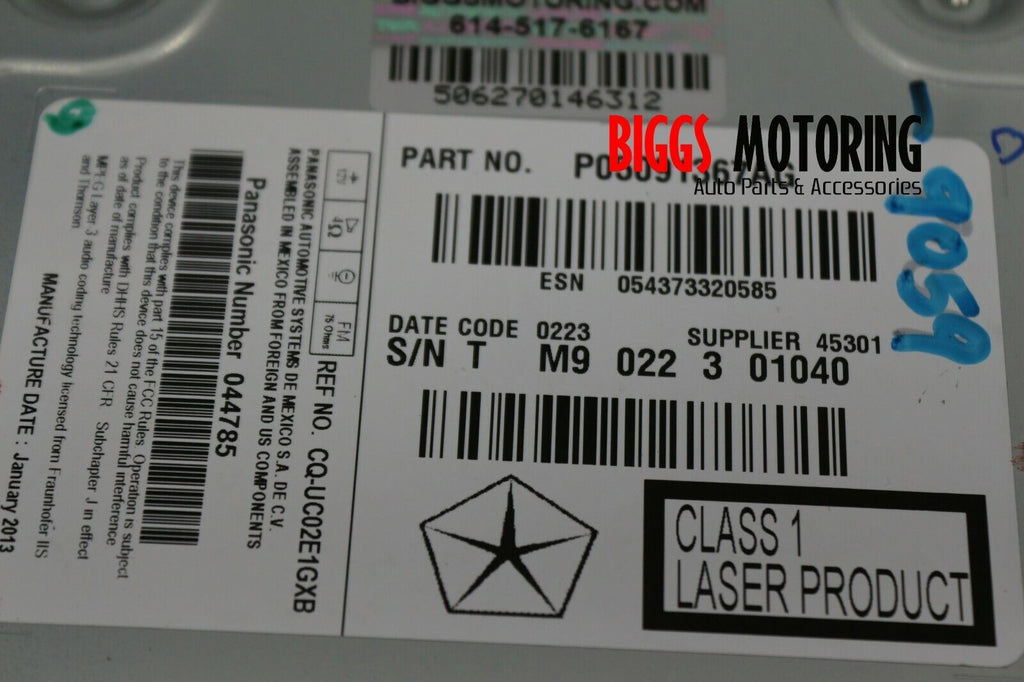 BIGGSMOTORING.COM
614-517-6167
506270146312
BIGGS MOTORING
Auto Parts & Accessories
PART NO. P05091367AG
ESN 054373320585
DATE CODE 0223 SUPPLIER 45301
S/N T M9 022 3 01040
CLASS 1
LASER PRODUCT
9059
+
12V
4Ω
FM
75 Ohms
REF NO. CQ-UC02E1GXB
PANASONIC AUTOMOTIVE SYSTEMS DE MEXICO S.A. DE C.V.
ASSEMBLED IN MEXICO FROM FOREIGN AND US COMPONENTS
Panasonic Number 044785
This device complies with part 15 of the FCC Rules. Operation is subject
to the condition that this device does not cause harmful interference
Product complies with DHHS Rules 21 CFR Subchapter J in effect
as of date of manufacture
MPEG Layer 3 audio coding technology licensed from Fraunhofer IIS
and Thomson
MANUFACTURE DATE : January 2013